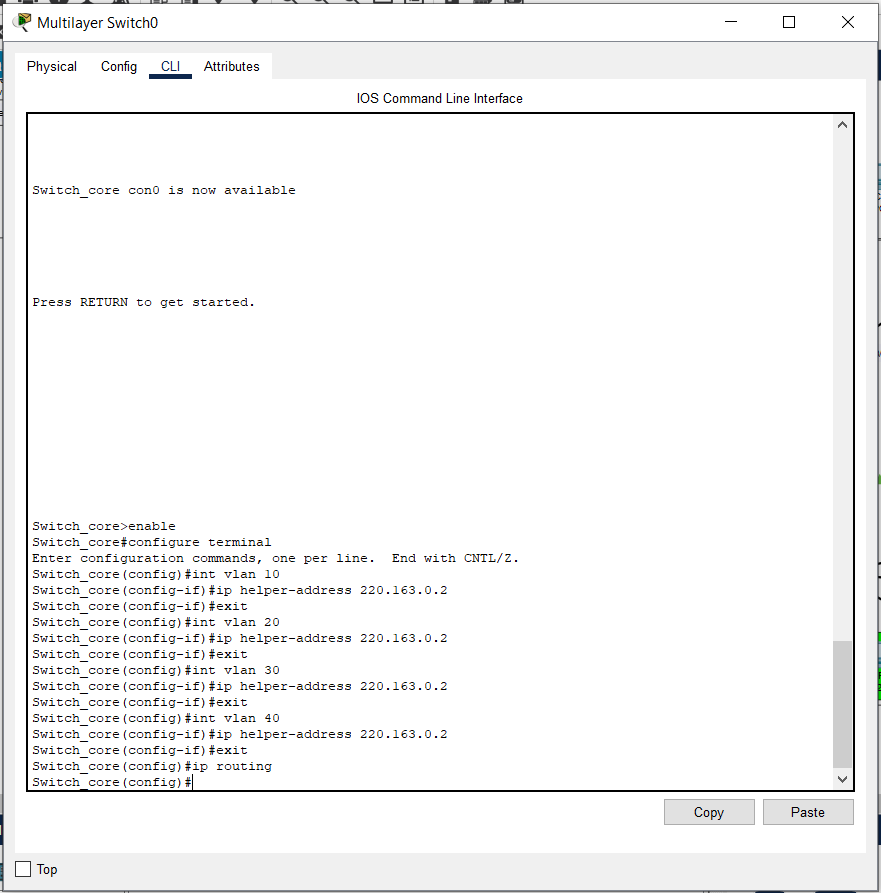 Multilayer Switch0
Physical Config CLI Attributes
IOS Command Line Interface
Switch_core con0 is now available
Press RETURN to get started.
Switch_core>enable
Switch_core#configure terminal
Enter configuration commands, one per line.  End with CNTL/Z.
Switch_core(config)#int vlan 10
Switch_core(config-if)#ip helper-address 220.163.0.2
Switch_core(config-if)#exit
Switch_core(config)#int vlan 20
Switch_core(config-if)#ip helper-address 220.163.0.2
Switch_core(config-if)#exit
Switch_core(config)#int vlan 30
Switch_core(config-if)#ip helper-address 220.163.0.2
Switch_core(config-if)#exit
Switch_core(config)#int vlan 40
Switch_core(config-if)#ip helper-address 220.163.0.2
Switch_core(config-if)#exit
Switch_core(config)#ip routing
Switch_core(config)#
Copy Paste
Top